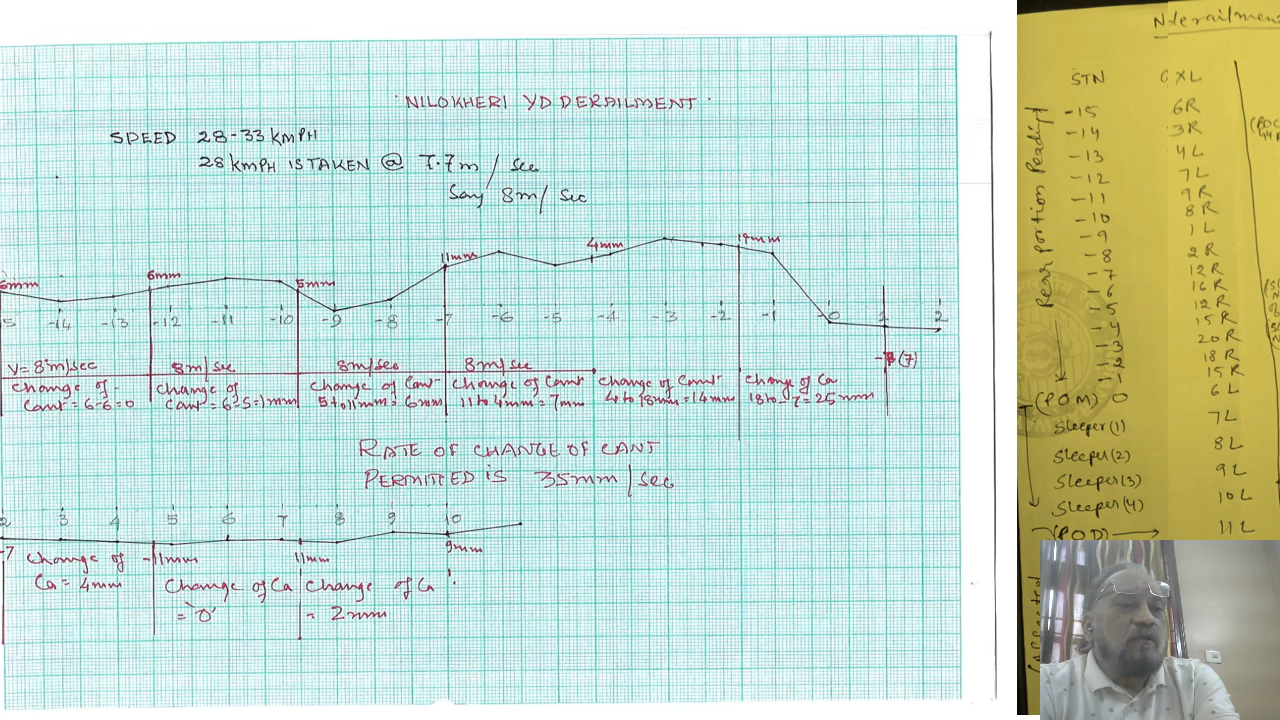 NILOKHERI YD DERAILMENT
SPEED 28-33 KMPH
28 KMPH IS TAKEN @ 7.7 m/sec
Say 8m/sec
6mm 6mm 5mm 11mm 4mm
-14 -13 -12 -11 -10 -9 -8 -7 -6 -5 -4 -3 -2 -1 -0 1 2
V=8m/sec 8m/sec 8m/sec 8m/sec
(7)
Change of Cant = 6-6=0
Change of Cant = 6-5=1mm
Change of Cant 5 to 11mm = 6mm
Change of Cant 11 to 4mm = 7mm
Change of Cant 4 to 18mm = 14mm
Change of Ca 18 to -7 = 25mm
RATE OF CHANGE OF CANT
PERMITTED IS 35mm/sec
2 3 4 5 6 7 8 9 10
-7 Change of Ca = 4mm
-11mm 11mm 9mm
Change of Ca = '0'
Change of Ca = 2mm
STN XL
Rear portion Reading
-15 6R
-14 3R
-13 4L
-12 7L
-11 9R
-10 8R
-9 1L
-8 2R
-7 12R
-6 16R
-5 12R
-4 15R
-3 20R
-2 18R
-1 15R
(POM) 0 6L
Sleeper(1) 7L
Sleeper(2) 8L
Sleeper(3) 9L
Sleeper(4) 10L
(POD) 11L